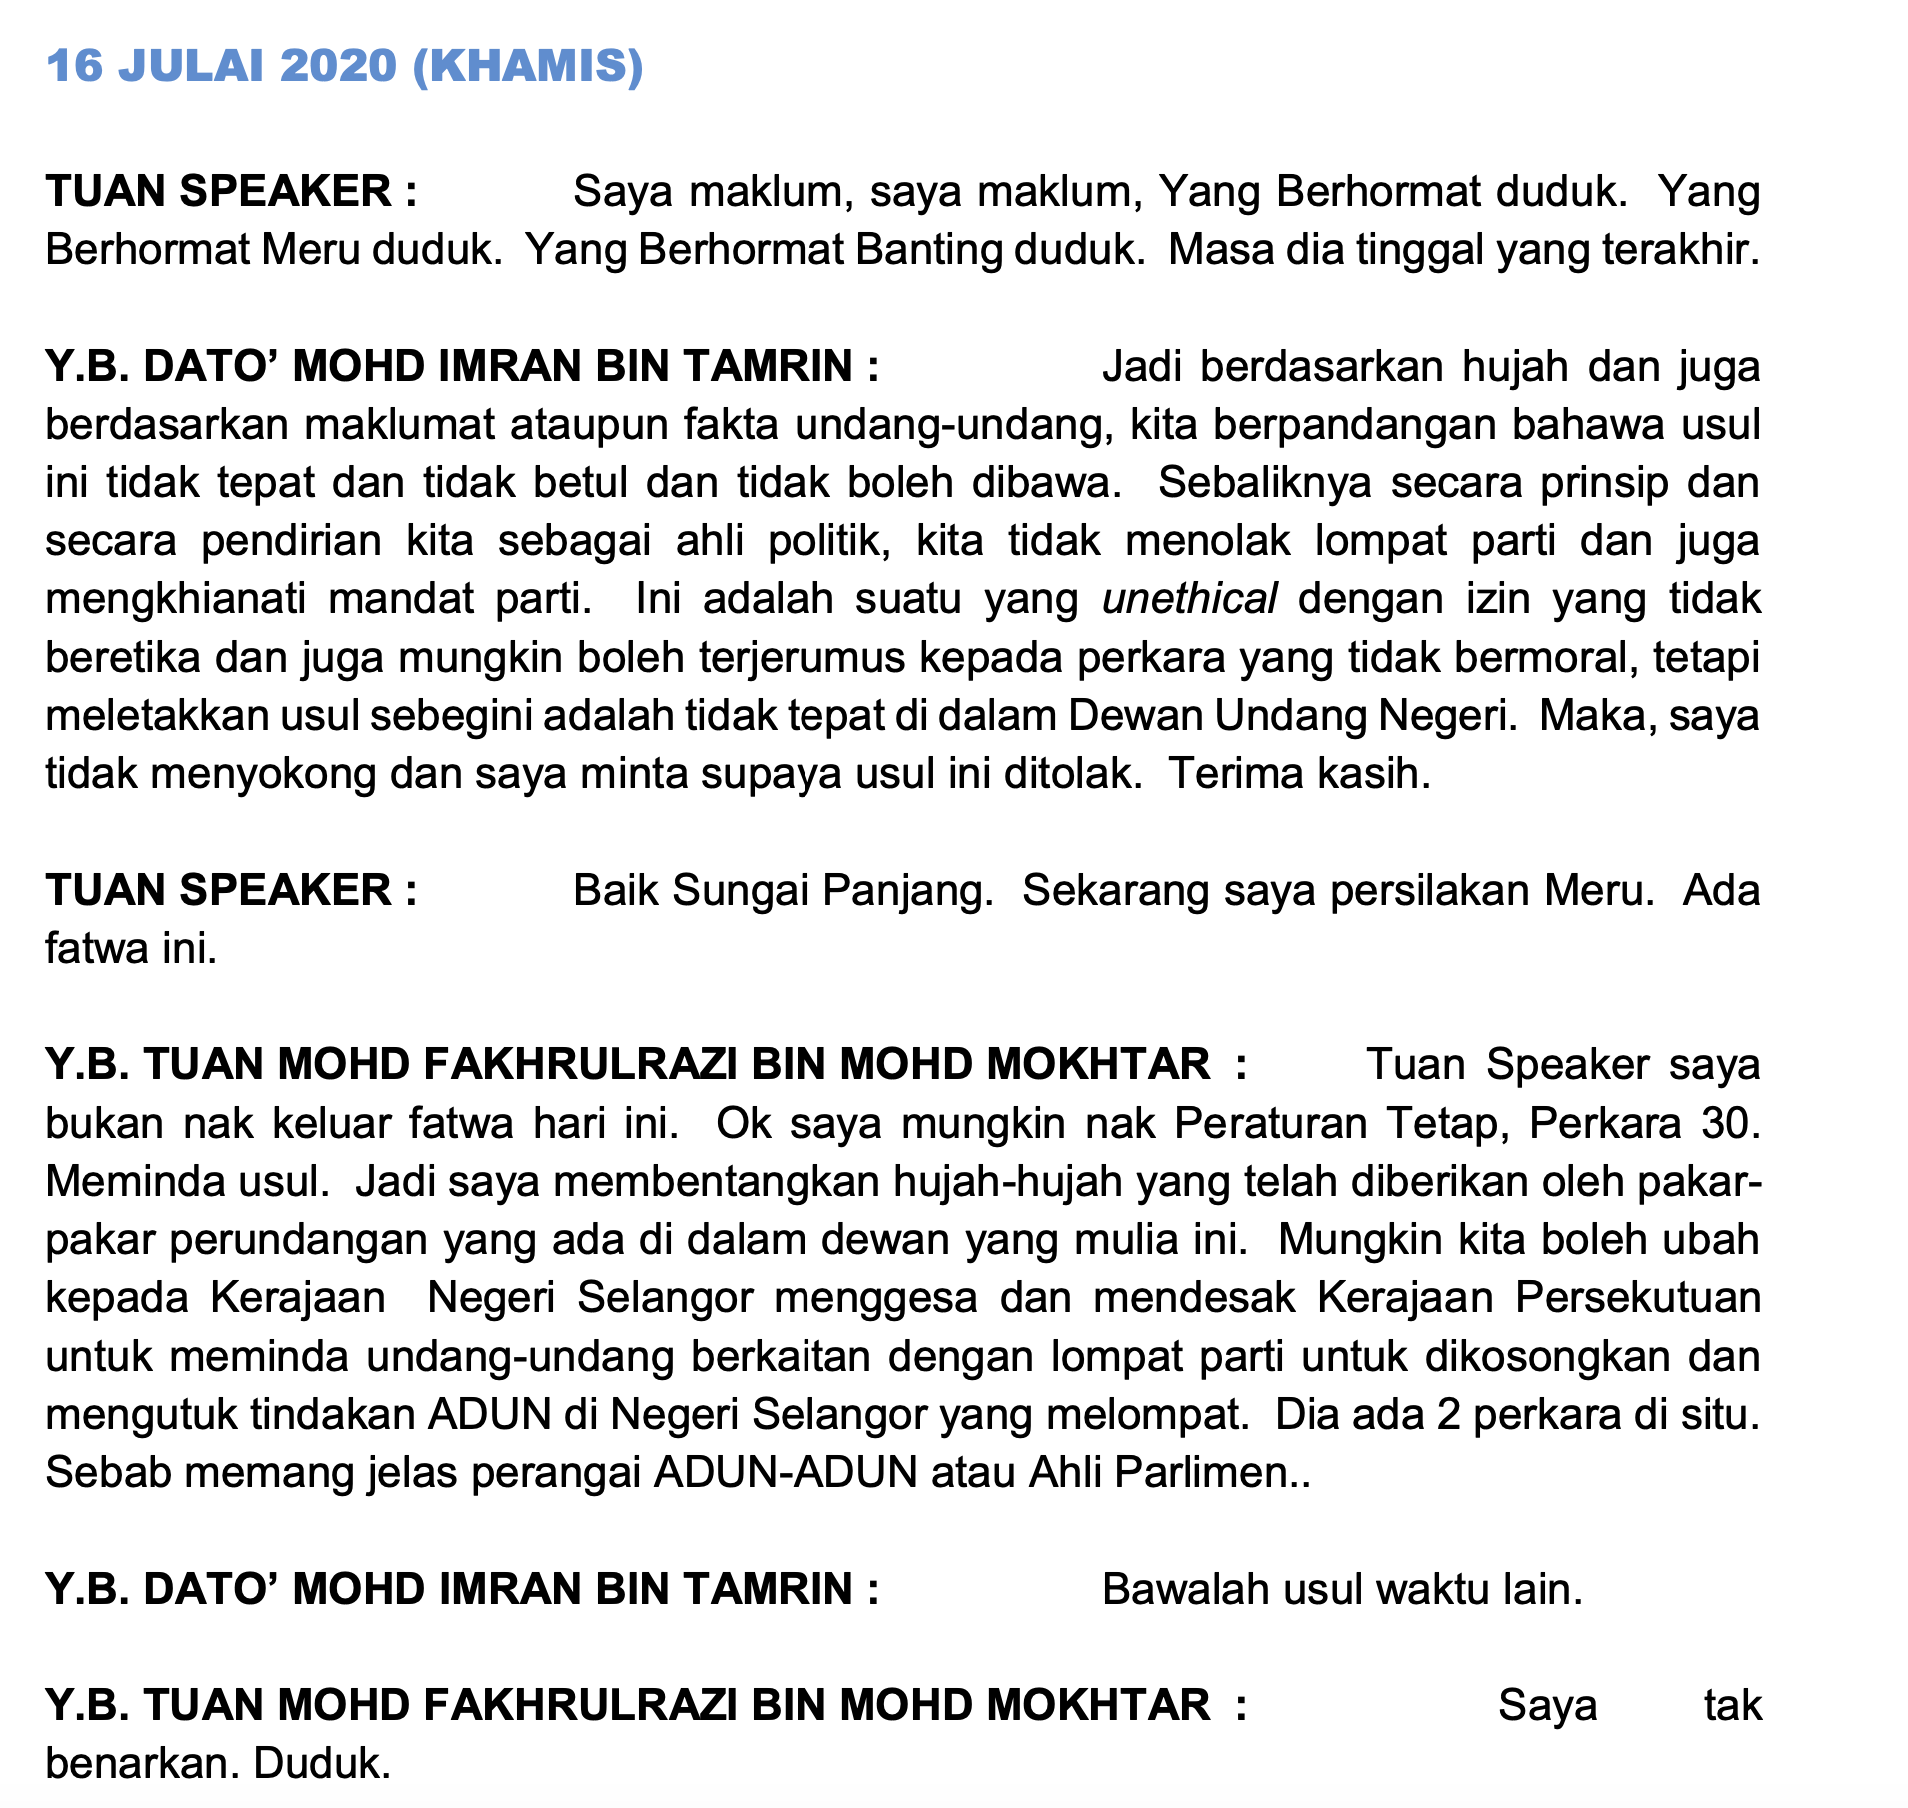 16 JULAI 2020 (KHAMIS)
TUAN SPEAKER : Saya maklum, saya maklum, Yang Berhormat duduk. Yang
Berhormat Meru duduk. Yang Berhormat Banting duduk. Masa dia tinggal yang terakhir.
Y.B. DATO’ MOHD IMRAN BIN TAMRIN : Jadi berdasarkan hujah dan juga
berdasarkan maklumat ataupun fakta undang-undang, kita berpandangan bahawa usul
ini tidak tepat dan tidak betul dan tidak boleh dibawa. Sebaliknya secara prinsip dan
secara pendirian kita sebagai ahli politik, kita tidak menolak lompat parti dan juga
mengkhianati mandat parti. Ini adalah suatu yang unethical dengan izin yang tidak
beretika dan juga mungkin boleh terjerumus kepada perkara yang tidak bermoral, tetapi
meletakkan usul sebegini adalah tidak tepat di dalam Dewan Undang Negeri. Maka, saya
tidak menyokong dan saya minta supaya usul ini ditolak. Terima kasih.
TUAN SPEAKER : Baik Sungai Panjang. Sekarang saya persilakan Meru. Ada
fatwa ini.
Y.B. TUAN MOHD FAKHRULRAZI BIN MOHD MOKHTAR : Tuan Speaker saya
bukan nak keluar fatwa hari ini. Ok saya mungkin nak Peraturan Tetap, Perkara 30.
Meminda usul. Jadi saya membentangkan hujah-hujah yang telah diberikan oleh pakar-
pakar perundangan yang ada di dalam dewan yang mulia ini. Mungkin kita boleh ubah
kepada Kerajaan Negeri Selangor menggesa dan mendesak Kerajaan Persekutuan
untuk meminda undang-undang berkaitan dengan lompat parti untuk dikosongkan dan
mengutuk tindakan ADUN di Negeri Selangor yang melompat. Dia ada 2 perkara di situ.
Sebab memang jelas perangai ADUN-ADUN atau Ahli Parlimen..
Y.B. DATO’ MOHD IMRAN BIN TAMRIN : Bawalah usul waktu lain.
Y.B. TUAN MOHD FAKHRULRAZI BIN MOHD MOKHTAR : Saya tak
benarkan. Duduk.